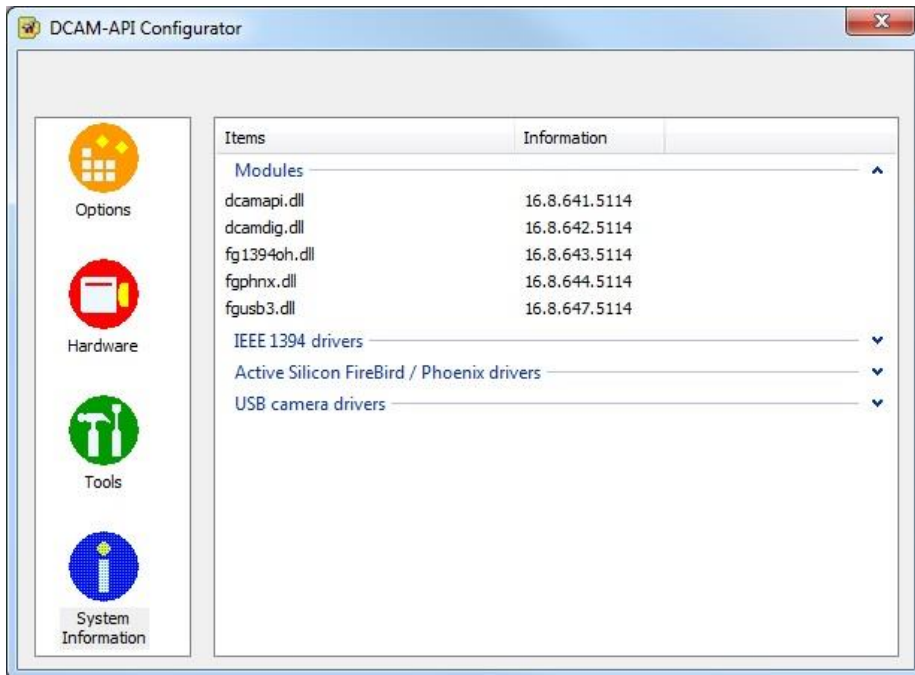 DCAM-API Configurator
Options
Hardware
Tools
System
Information
Items Information
Modules
dcamapi.dll 16.8.641.5114
dcamdig.dll 16.8.642.5114
fg1394oh.dll 16.8.643.5114
fgphnx.dll 16.8.644.5114
fgusb3.dll 16.8.647.5114
IEEE 1394 drivers
Active Silicon FireBird / Phoenix drivers
USB camera drivers